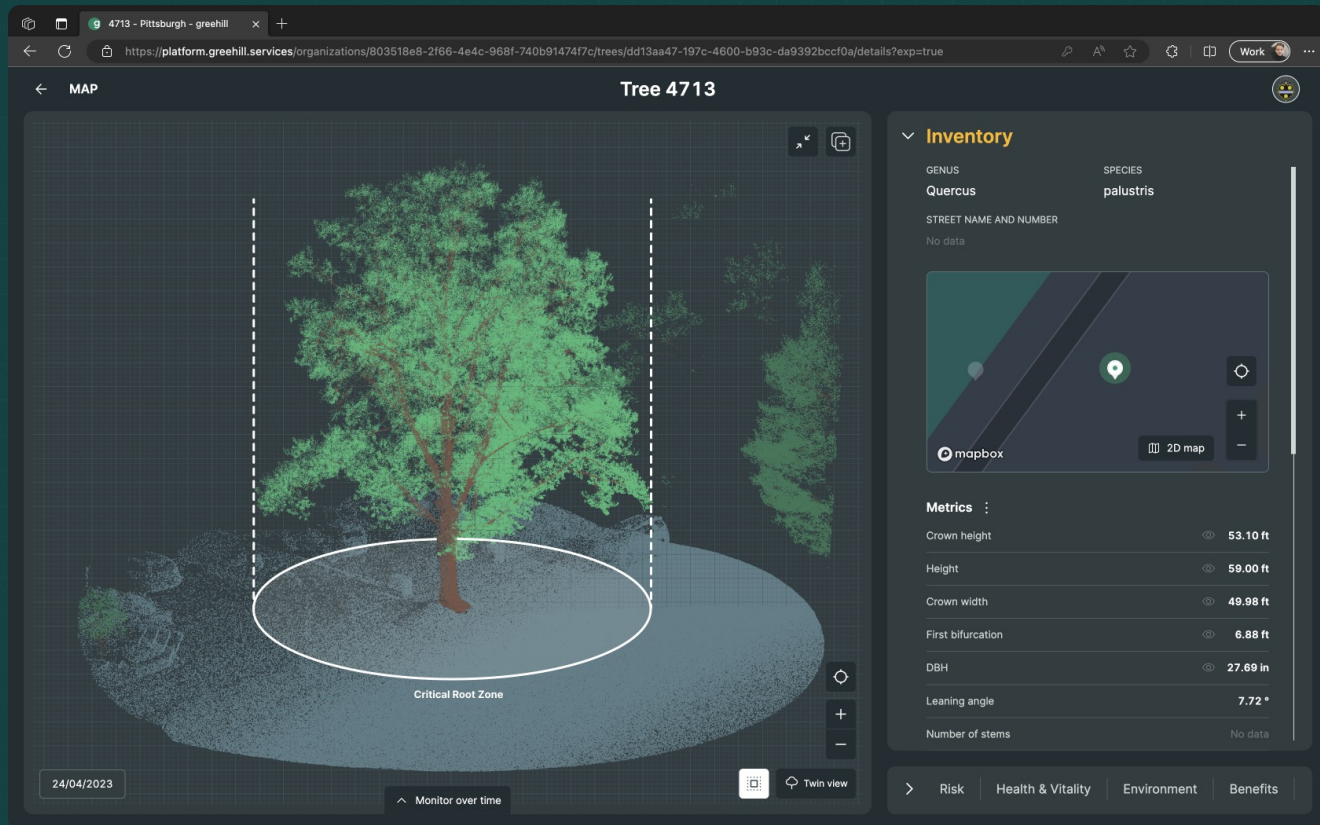 4713 - Pittsburgh - greehill
https://platform.greehill.services/organizations/803518e8-2f66-4e4c-968f-740b91474f7c/trees/dd13aa47-197c-4600-b93c-da9392bccf0a/details?exp=true
Work
MAP
Tree 4713
Critical Root Zone
24/04/2023
Monitor over time
Twin view
Inventory
GENUS
SPECIES
Quercus
palustris
STREET NAME AND NUMBER
No data
mapbox
2D map
Metrics
Crown height 53.10 ft
Height 59.00 ft
Crown width 49.98 ft
First bifurcation 6.88 ft
DBH 27.69 in
Leaning angle 7.72 °
Number of stems No data
Risk Health & Vitality Environment Benefits